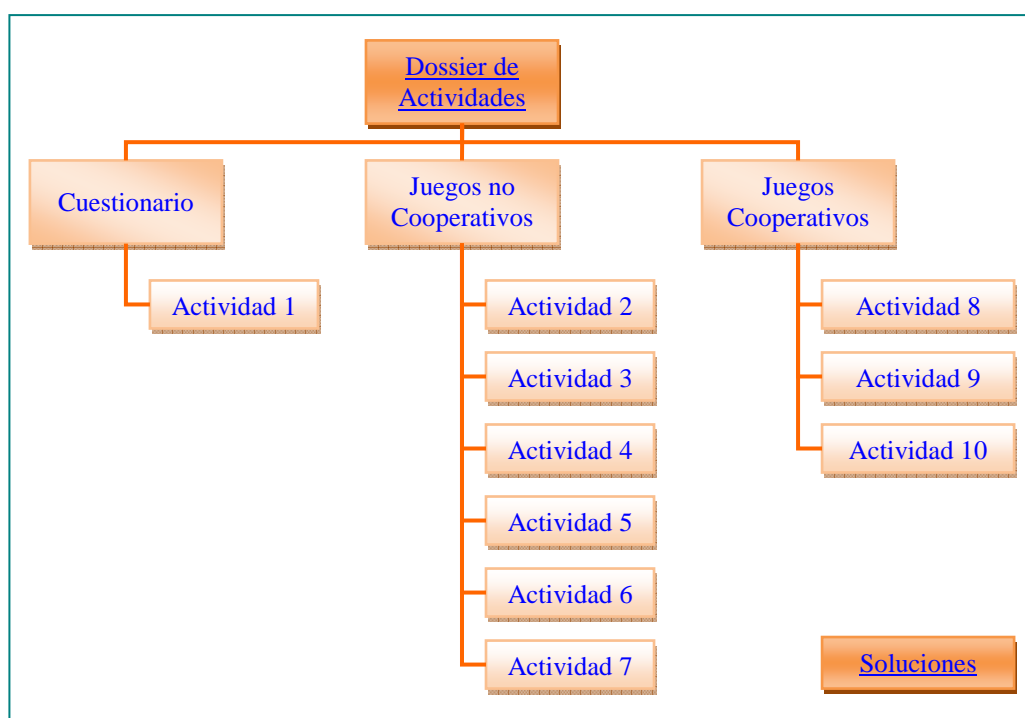 Dossier de
Actividades
Cuestionario
Juegos no
Cooperativos
Juegos
Cooperativos
Actividad 1
Actividad 2
Actividad 3
Actividad 4
Actividad 5
Actividad 6
Actividad 7
Actividad 8
Actividad 9
Actividad 10
Soluciones